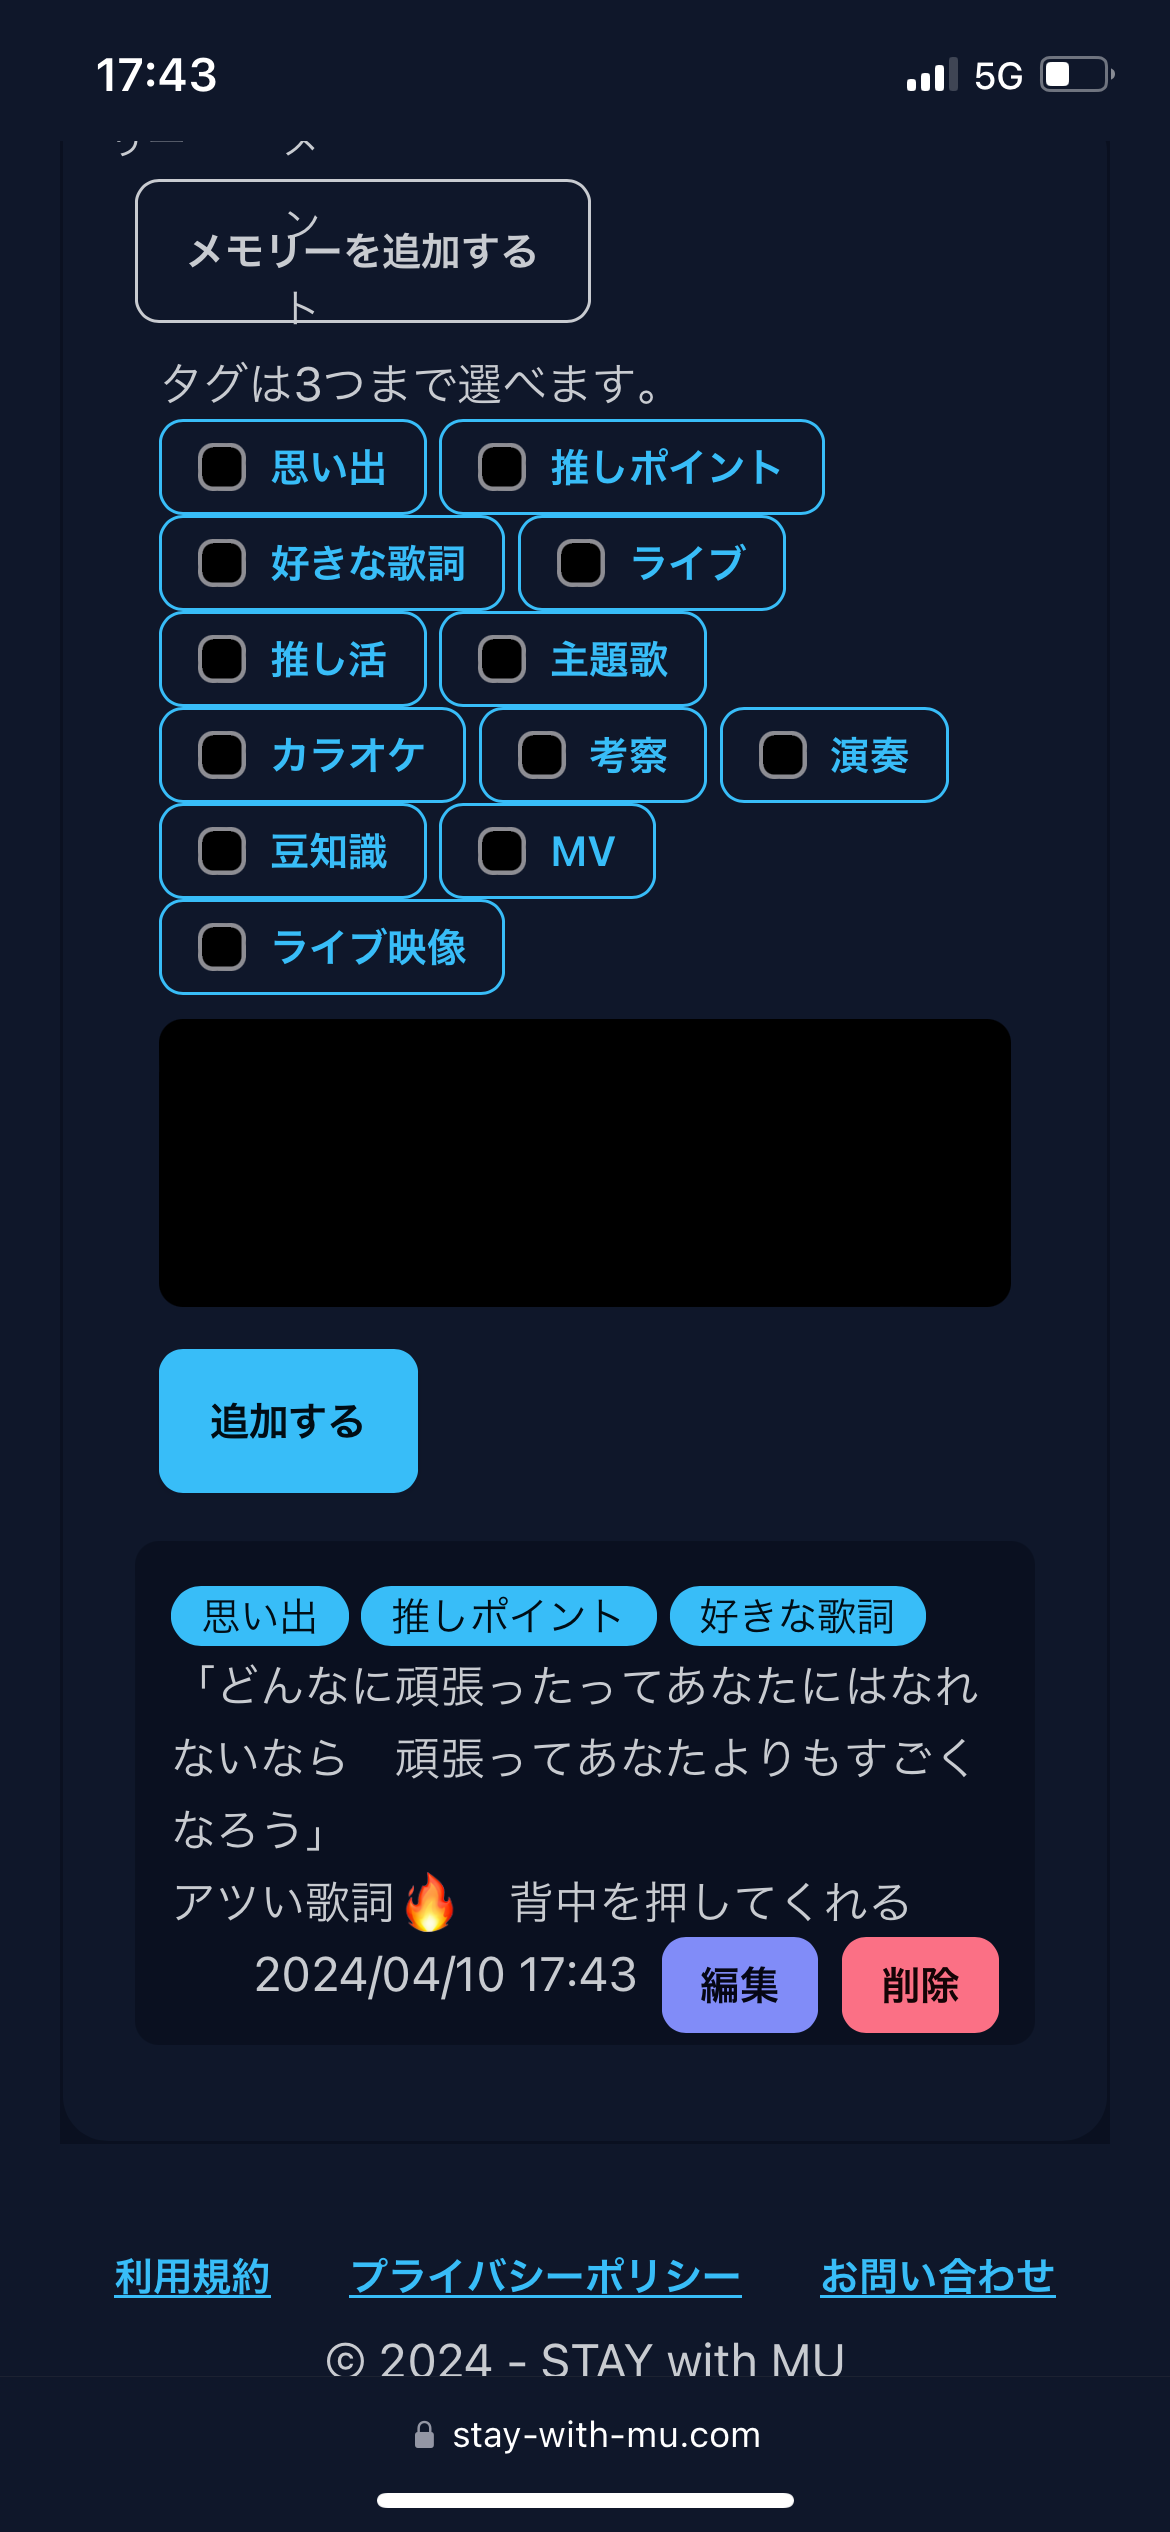 17:43 5G
リー メ
ン
メモリーを追加する
ト
タグは3つまで選べます。
思い出 推しポイント
好きな歌詞 ライブ
推し活 主題歌
カラオケ 考察 演奏
豆知識 MV
ライブ映像
追加する
思い出 推しポイント 好きな歌詞
「どんなに頑張ったってあなたにはなれ
ないなら　頑張ってあなたよりもすごく
なろう」
アツい歌詞🔥　背中を押してくれる
2024/04/10 17:43 編集 削除
利用規約 プライバシーポリシー お問い合わせ
© 2024 - STAY with MU
stay-with-mu.com